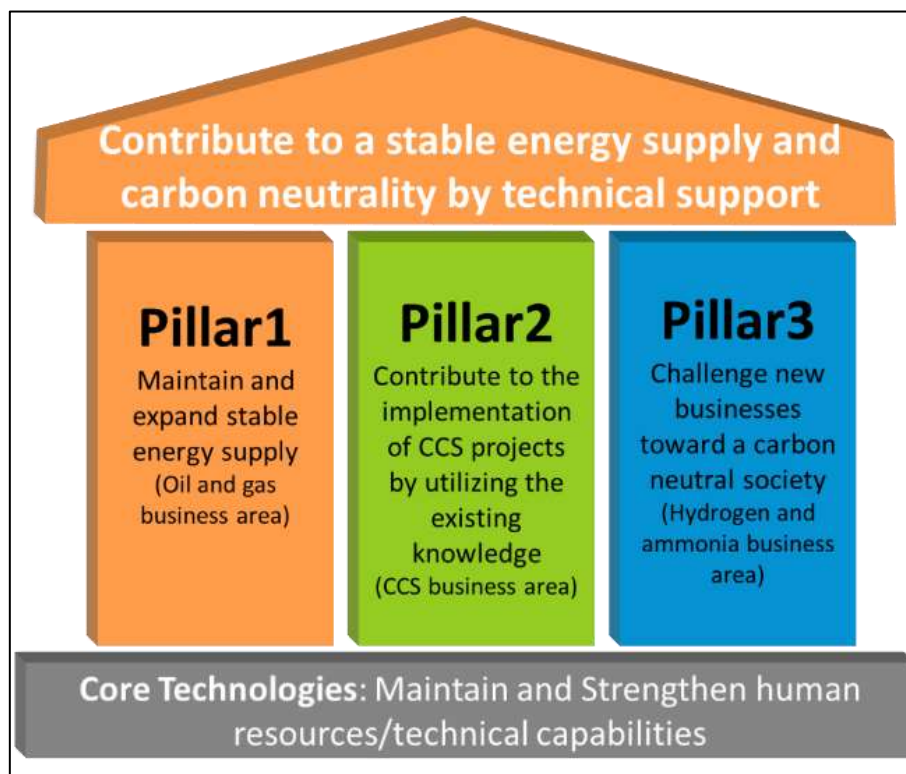 Contribute to a stable energy supply and
carbon neutrality by technical support
Pillar1
Maintain and
expand stable
energy supply
(Oil and gas
business area)
Pillar2
Contribute to the
implementation
of CCS projects
by utilizing the
existing
knowledge
(CCS business area)
Pillar3
Challenge new
businesses
toward a carbon
neutral society
(Hydrogen and
ammonia business
area)
Core Technologies: Maintain and Strengthen human
resources/technical capabilities